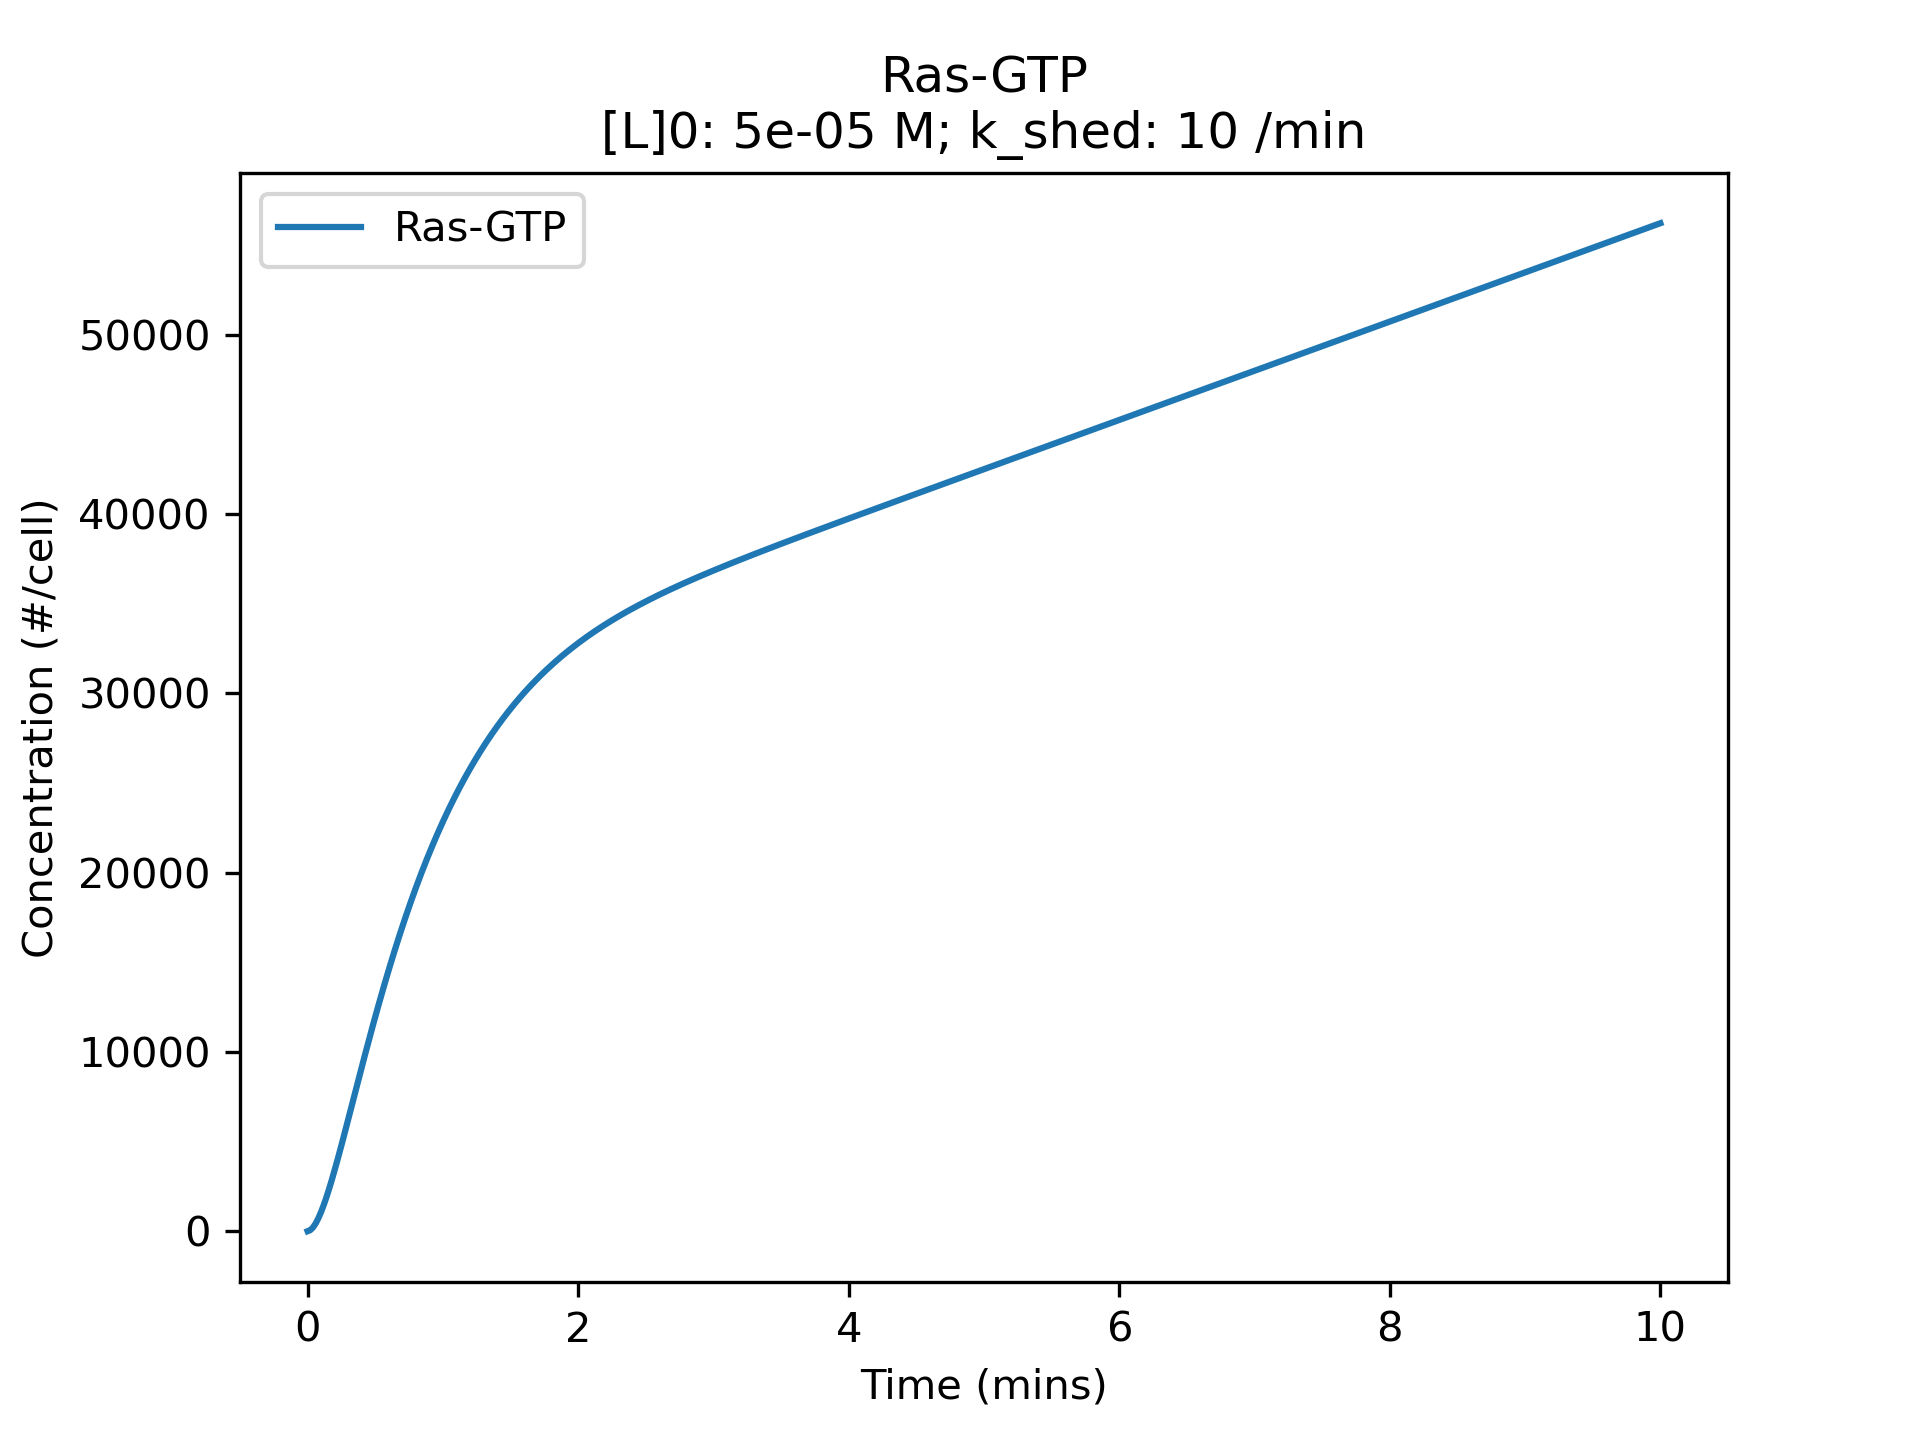 Ras-GTP
[L]0: 5e-05 M; k_shed: 10 /min
Ras-GTP
50000
40000
30000
20000
10000
0
Concentration (#/cell)
0 2 4 6 8 10
Time (mins)